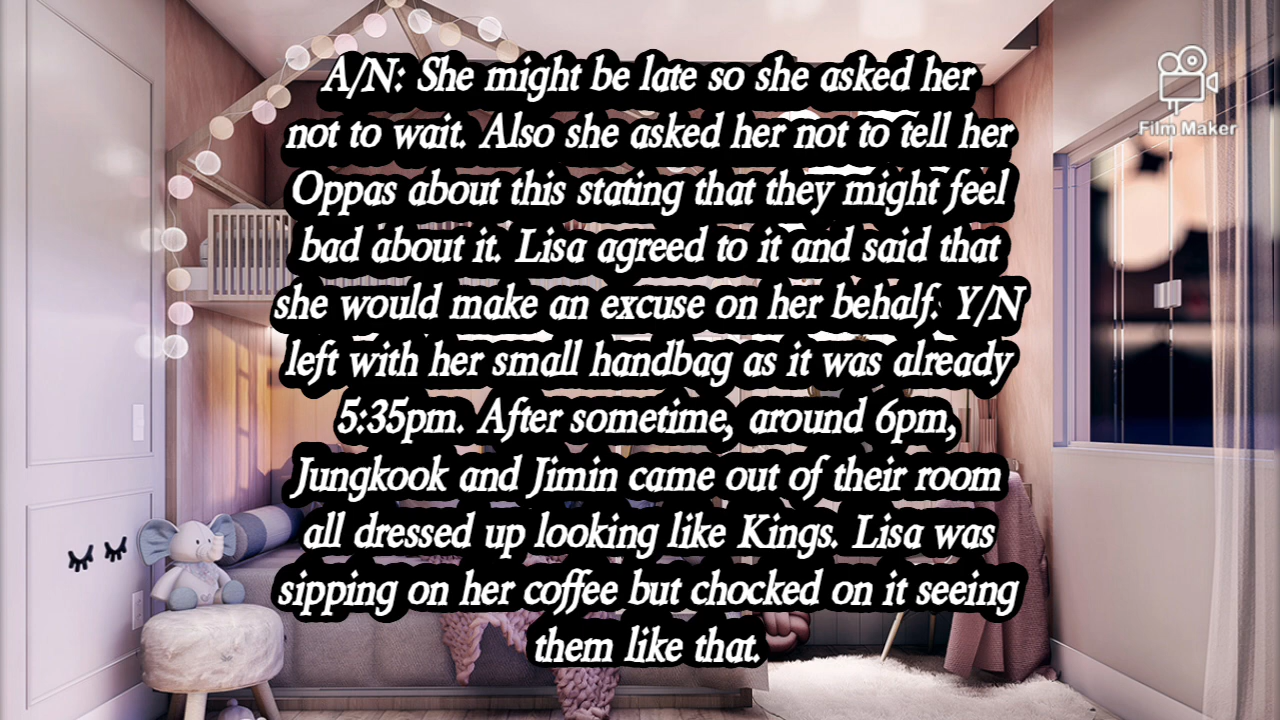 A/N: She might be late so she asked her
not to wait. Also she asked her not to tell her
Oppas about this stating that they might feel
bad about it. Lisa agreed to it and said that
she would make an excuse on her behalf. Y/N
left with her small handbag as it was already
5:35pm. After sometime, around 6pm,
Jungkook and Jimin came out of their room
all dressed up looking like Kings. Lisa was
sipping on her coffee but chocked on it seeing
them like that.
Film Maker